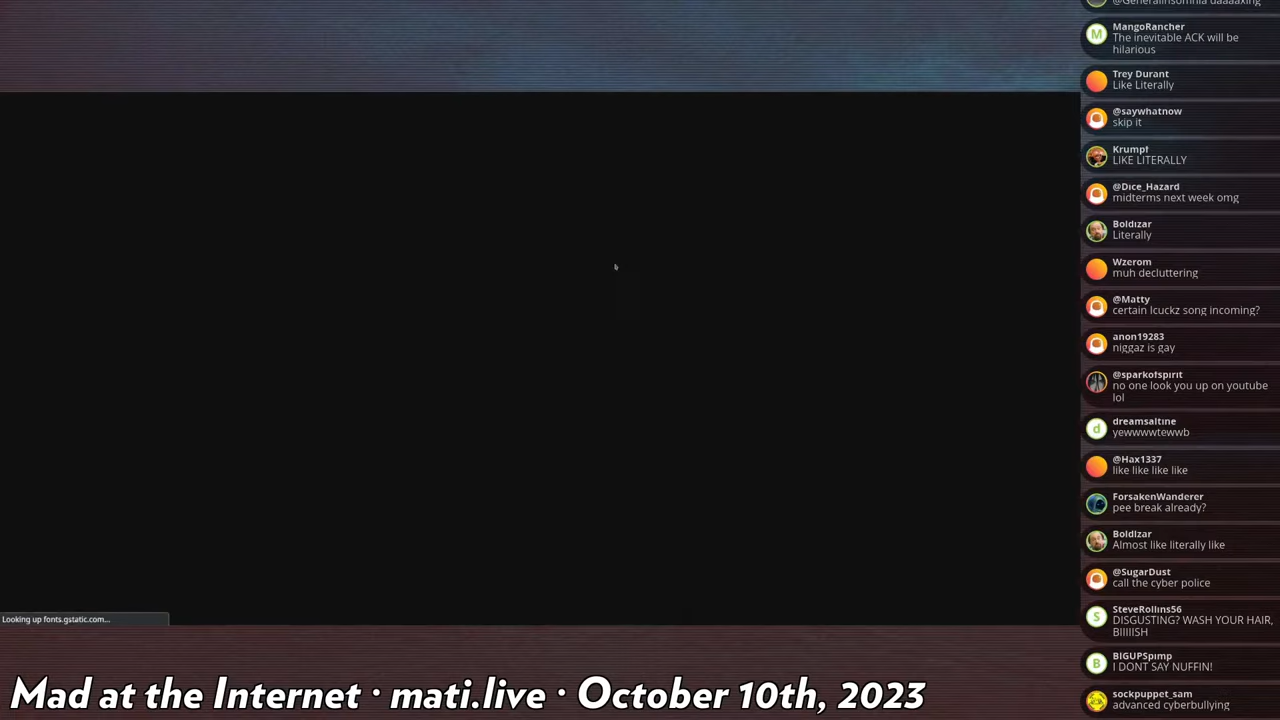 @GeneralInsomnia daaaaxing
MangoRancher
The inevitable ACK will be
hilarious
Trey Durant
Like Literally
@saywhatnow
skip it
Krumpf
LIKE LITERALLY
@Dice_Hazard
midterms next week omg
Boldizar
Literally
Wzerom
muh decluttering
@Matty
certain lcuckz song incoming?
anon19283
niggaz is gay
@sparkofspirit
no one look you up on youtube
lol
dreamsaltine
yewwwwtewwb
@Hax1337
like like like like
ForsakenWanderer
pee break already?
Boldizar
Almost like literally like
@SugarDust
call the cyber police
SteveRollins56
DISGUSTING? WASH YOUR HAIR,
BIIIISH
BIGUPSpimp
I DONT SAY NUFFIN!
sockpuppet_sam
advanced cyberbullying
Looking up fonts.gstatic.com...
Mad at the Internet · mati.live · October 10th, 2023